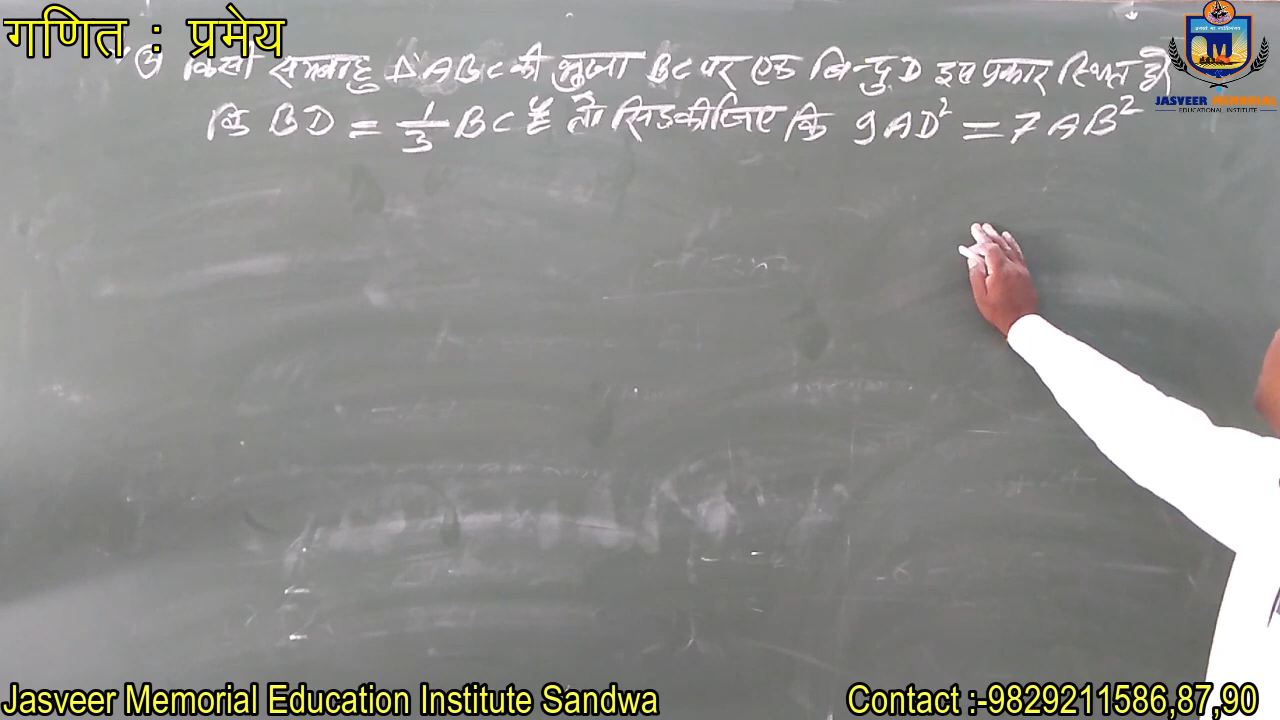 गणित : प्रमेय
किसी समबाहु ΔABC की भुजा BC पर एक बिन्दु D इस प्रकार स्थित है
कि BD = 1/3 BC है तो सिद्ध कीजिए कि 9AD² = 7AB²
JASVEER MEMORIAL
EDUCATIONAL INSTITUTE
Jasveer Memorial Education Institute Sandwa
Contact :-9829211586,87,90